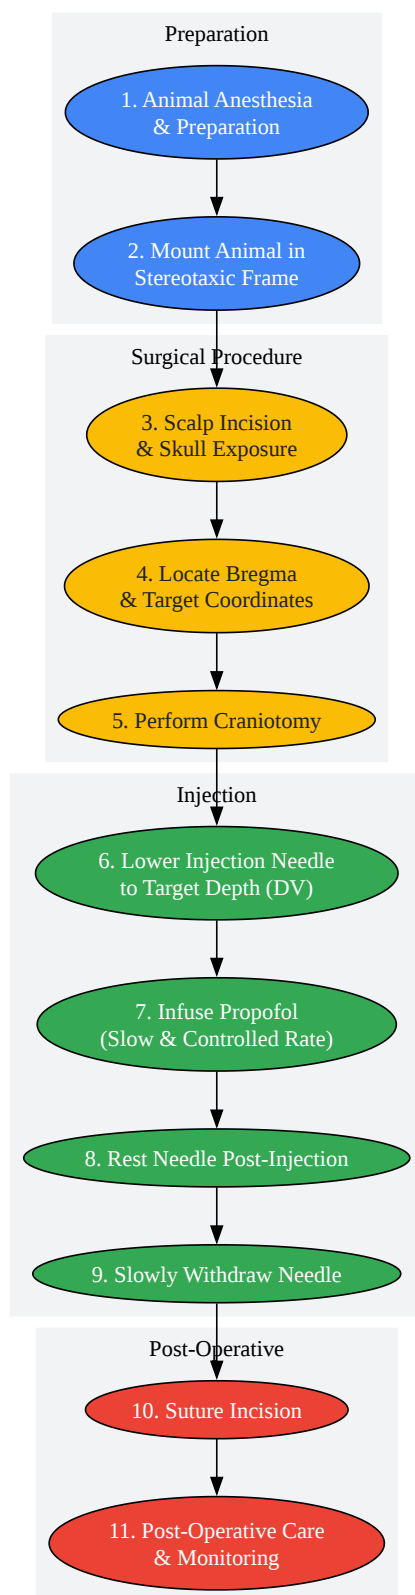 Preparation
1. Animal Anesthesia
& Preparation
2. Mount Animal in
Stereotaxic Frame
Surgical Procedure
3. Scalp Incision
& Skull Exposure
4. Locate Bregma
& Target Coordinates
5. Perform Craniotomy
Injection
6. Lower Injection Needle
to Target Depth (DV)
7. Infuse Propofol
(Slow & Controlled Rate)
8. Rest Needle Post-Injection
9. Slowly Withdraw Needle
Post-Operative
10. Suture Incision
11. Post-Operative Care
& Monitoring